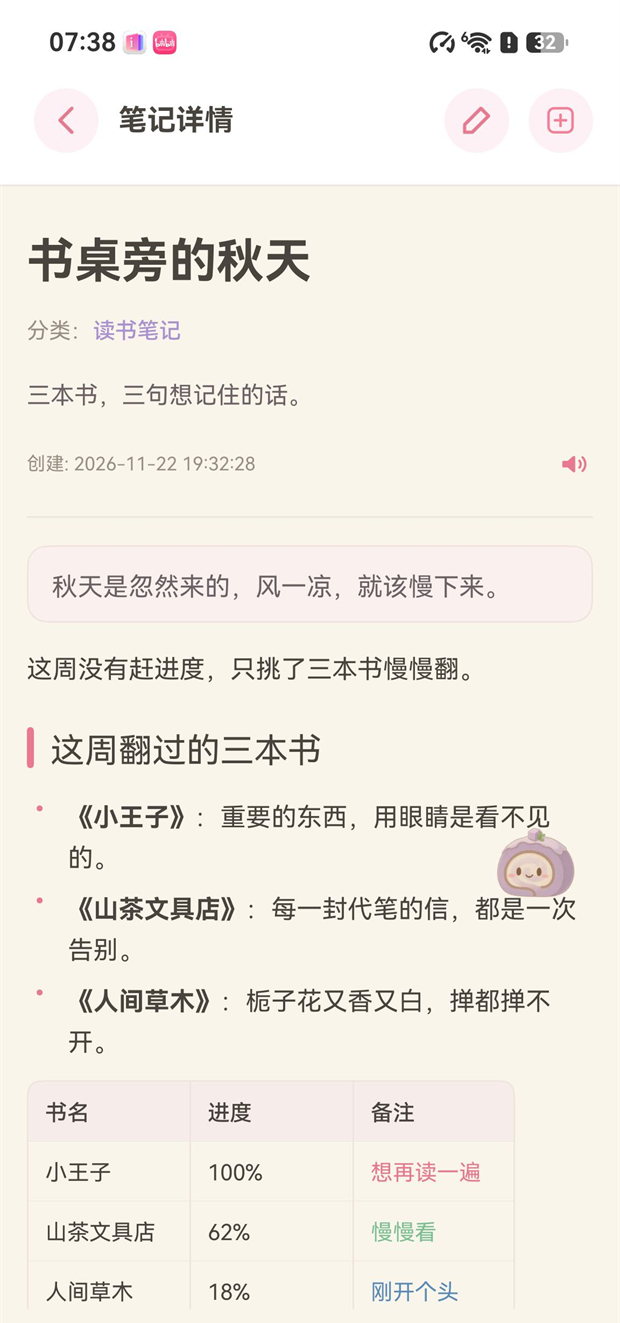 07:38
32
笔记详情
书桌旁的秋天
分类：读书笔记
三本书，三句想记住的话。
创建: 2026-11-22 19:32:28
秋天是忽然来的，风一凉，就该慢下来。
这周没有赶进度，只挑了三本书慢慢翻。
这周翻过的三本书
《小王子》：重要的东西，用眼睛是看不见
的。
《山茶文具店》：每一封代笔的信，都是一次
告别。
《人间草木》：栀子花又香又白，掸都掸不
开。
书名 进度 备注
小王子 100% 想再读一遍
山茶文具店 62% 慢慢看
人间草木 18% 刚开个头